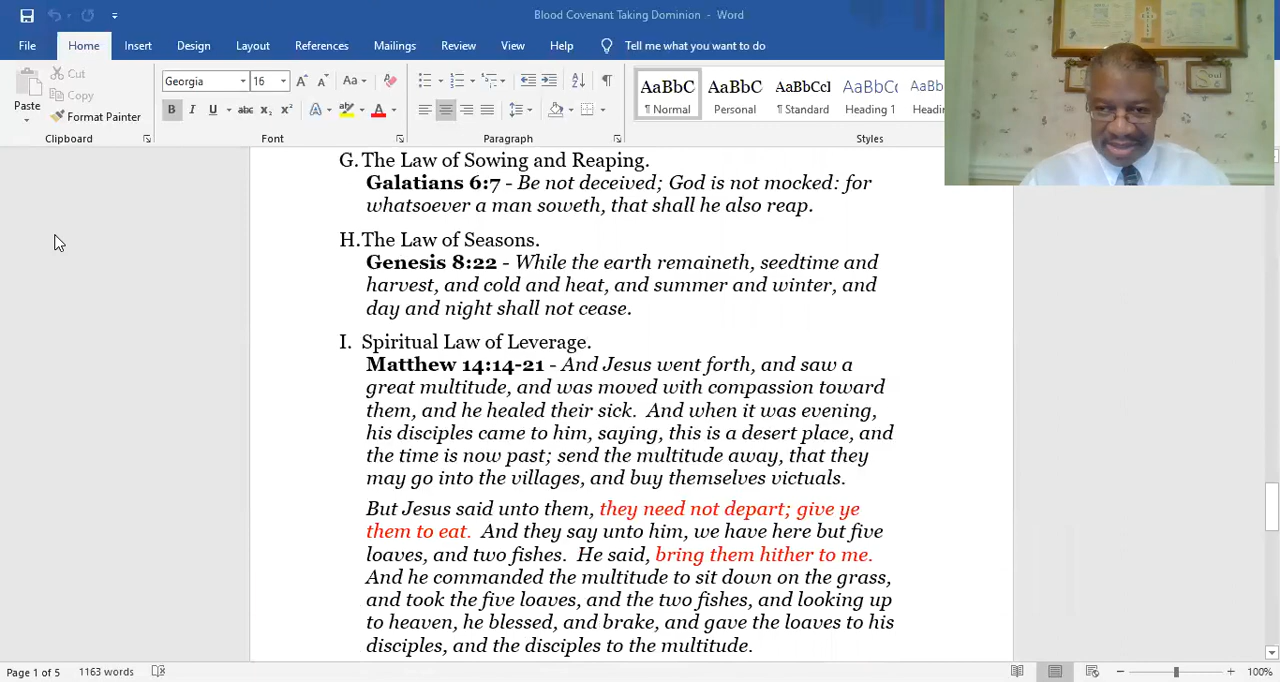 Blood Covenant Taking Dominion - Word
File Home Insert Design Layout References Mailings Review View Help Tell me what you want to do
Paste
Cut
Copy
Format Painter
Clipboard
Georgia 16
Font
Paragraph
AaBbC AaBbC AaBbCcI AaBbC AaBb
¶ Normal Personal ¶ Standard Heading 1 Headin
Styles
G. The Law of Sowing and Reaping.
Galatians 6:7 - Be not deceived; God is not mocked: for
whatsoever a man soweth, that shall he also reap.
H. The Law of Seasons.
Genesis 8:22 - While the earth remaineth, seedtime and
harvest, and cold and heat, and summer and winter, and
day and night shall not cease.
I. Spiritual Law of Leverage.
Matthew 14:14-21 - And Jesus went forth, and saw a
great multitude, and was moved with compassion toward
them, and he healed their sick. And when it was evening,
his disciples came to him, saying, this is a desert place, and
the time is now past; send the multitude away, that they
may go into the villages, and buy themselves victuals.
But Jesus said unto them, they need not depart; give ye
them to eat. And they say unto him, we have here but five
loaves, and two fishes. He said, bring them hither to me.
And he commanded the multitude to sit down on the grass,
and took the five loaves, and the two fishes, and looking up
to heaven, he blessed, and brake, and gave the loaves to his
disciples, and the disciples to the multitude.
Page 1 of 5 1163 words 100%